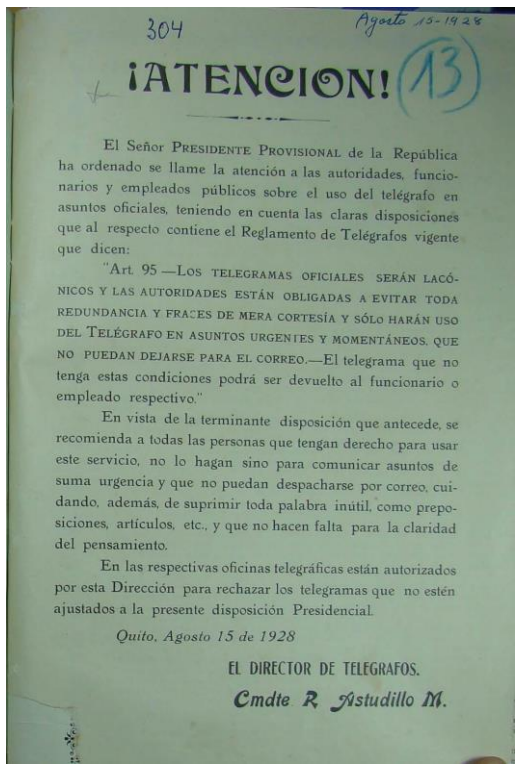 304
Agosto 15-1928
¡ATENCION!
13
El Señor PRESIDENTE PROVISIONAL de la República
ha ordenado se llame la atención a las autoridades, funcio-
narios y empleados públicos sobre el uso del telégrafo en
asuntos oficiales, teniendo en cuenta las claras disposiciones
que al respecto contiene el Reglamento de Telégrafos vigente
que dicen:
"Art. 95 —LOS TELEGRAMAS OFICIALES SERÁN LACÓ-
NICOS Y LAS AUTORIDADES ESTÁN OBLIGADAS A EVITAR TODA
REDUNDANCIA Y FRACES DE MERA CORTESÍA Y SÓLO HARÁN USO
DEL TELÉGRAFO EN ASUNTOS URGENTES Y MOMENTÁNEOS, QUE
NO PUEDAN DEJARSE PARA EL CORREO.—El telegrama que no
tenga estas condiciones podrá ser devuelto al funcionario o
empleado respectivo."
En vista de la terminante disposición que antecede, se
recomienda a todas las personas que tengan derecho para usar
este servicio, no lo hagan sino para comunicar asuntos de
suma urgencia y que no puedan despacharse por correo, cui-
dando, además, de suprimir toda palabra inútil, como prepo-
siciones, artículos, etc., y que no hacen falta para la claridad
del pensamiento.
En las respectivas oficinas telegráficas están autorizados
por esta Dirección para rechazar los telegramas que no estén
ajustados a la presente disposición Presidencial.
Quito, Agosto 15 de 1928
EL DIRECTOR DE TELEGRAFOS.
Cmdte R. Astudillo M.